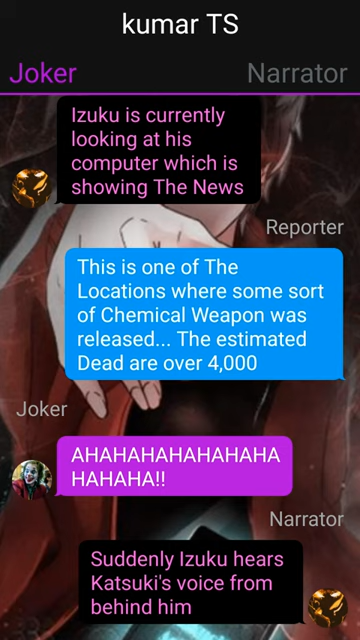 kumar TS
Joker
Narrator
Izuku is currently
looking at his
computer which is
showing The News
Reporter
This is one of The
Locations where some sort
of Chemical Weapon was
released... The estimated
Dead are over 4,000
Joker
AHAHAHAHAHAHAHA
HAHAHA!!
Narrator
Suddenly Izuku hears
Katsuki's voice from
behind him